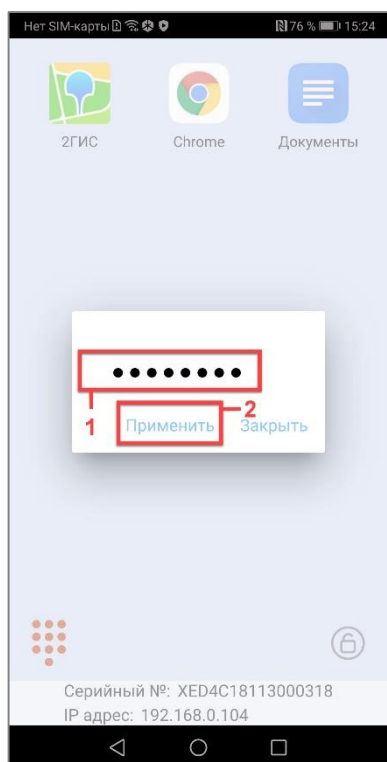 Нет SIM-карты 76 % 15:24
2ГИС Chrome Документы
1 2
Применить Закрыть
6
Серийный №: XED4C18113000318
IP адрес: 192.168.0.104